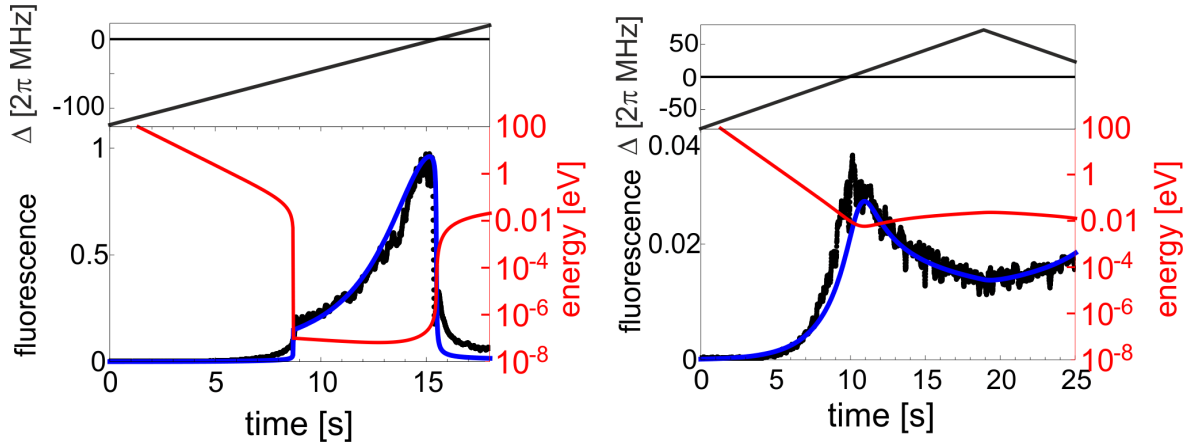 Δ [2π MHz]
0
-100
fluorescence
1
0.5
0
100
1
0.01
10⁻⁴
10⁻⁶
10⁻⁸
energy [eV]
0 5 10 15
time [s]
Δ [2π MHz]
50
0
-50
fluorescence
0.04
0.02
0
100
1
0.01
10⁻⁴
10⁻⁶
10⁻⁸
energy [eV]
0 5 10 15 20 25
time [s]